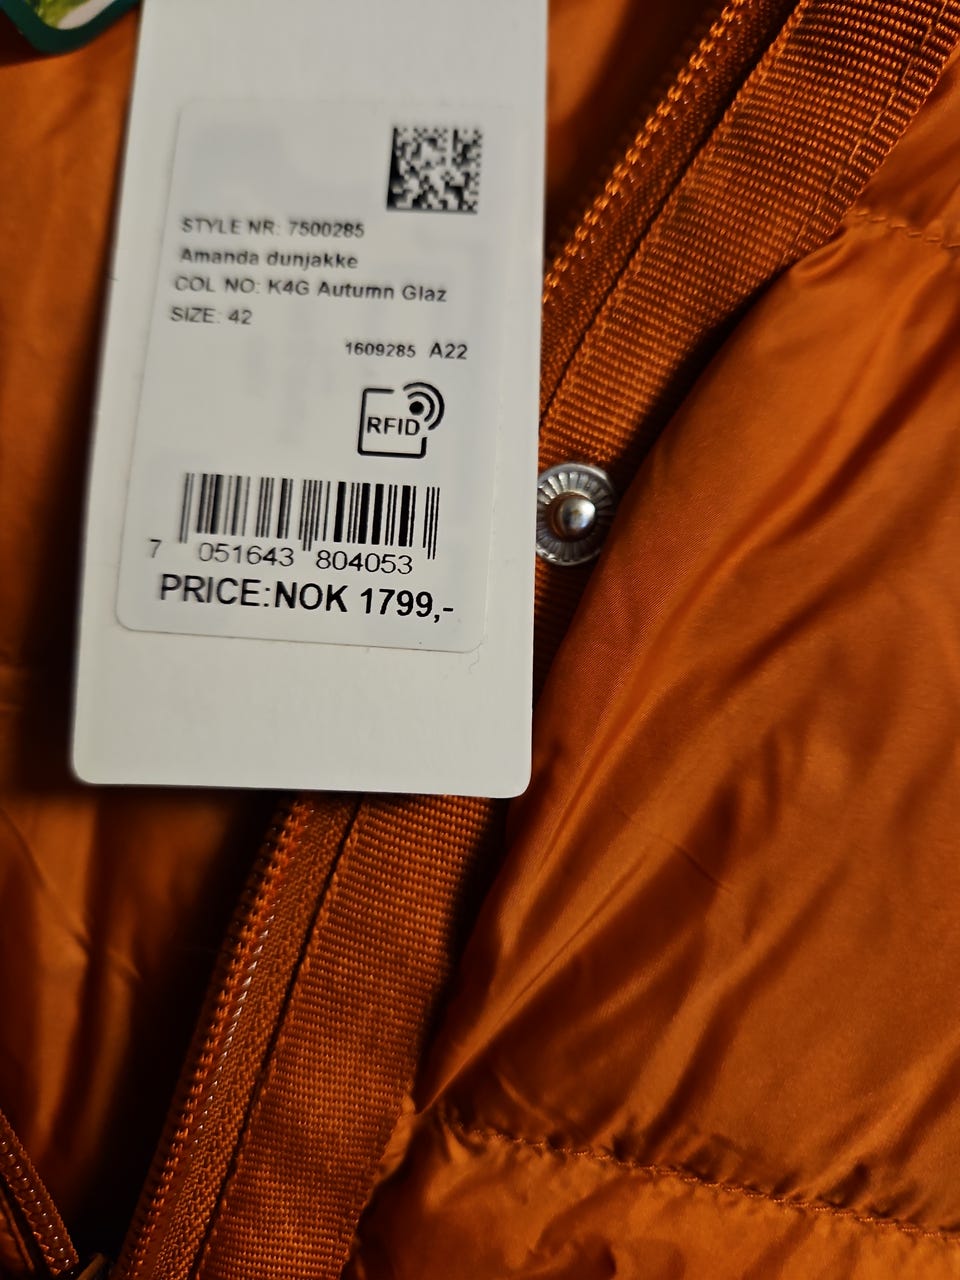 STYLE NR: 7500285
Amanda dunjakke
COL NO: K4G Autumn Glaz
SIZE: 42
1609285 A22
RFID
7 051643 804053
PRICE:NOK 1799,-